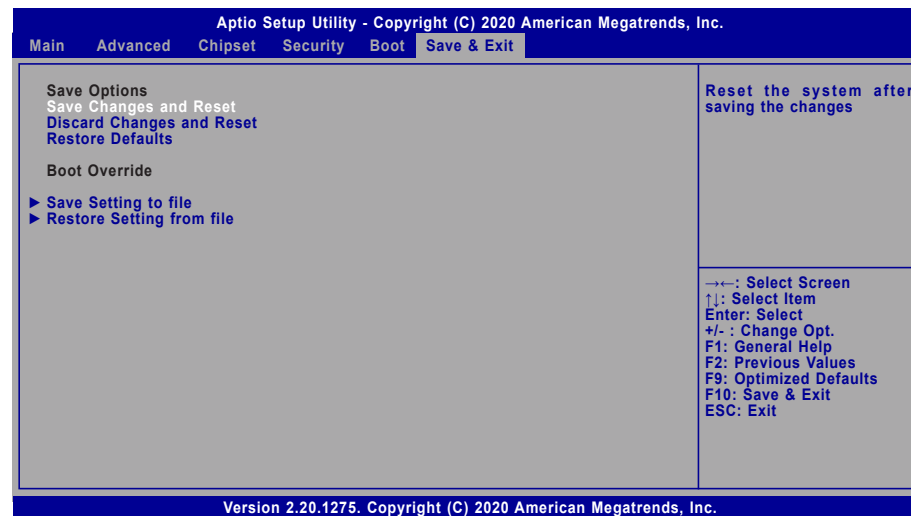 Aptio Setup Utility - Copyright (C) 2020 American Megatrends, Inc.
Main Advanced Chipset Security Boot Save & Exit
Save Options
Save Changes and Reset
Discard Changes and Reset
Restore Defaults
Boot Override
► Save Setting to file
► Restore Setting from file
Reset the system after
saving the changes
→←: Select Screen
↑↓: Select Item
Enter: Select
+/- : Change Opt.
F1: General Help
F2: Previous Values
F9: Optimized Defaults
F10: Save & Exit
ESC: Exit
Version 2.20.1275. Copyright (C) 2020 American Megatrends, Inc.